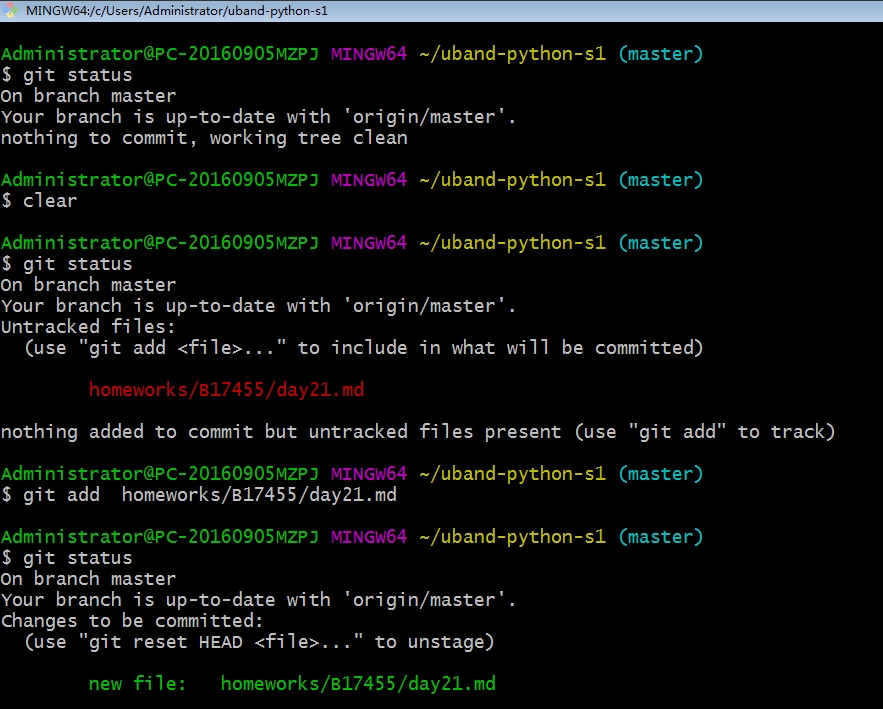 MINGW64:/c/Users/Administrator/uband-python-s1
Administrator@PC-20160905MZPJ MINGW64 ~/uband-python-s1 (master)
$ git status
On branch master
Your branch is up-to-date with 'origin/master'.
nothing to commit, working tree clean
Administrator@PC-20160905MZPJ MINGW64 ~/uband-python-s1 (master)
$ clear
Administrator@PC-20160905MZPJ MINGW64 ~/uband-python-s1 (master)
$ git status
On branch master
Your branch is up-to-date with 'origin/master'.
Untracked files:
  (use "git add <file>..." to include in what will be committed)
        homeworks/B17455/day21.md
nothing added to commit but untracked files present (use "git add" to track)
Administrator@PC-20160905MZPJ MINGW64 ~/uband-python-s1 (master)
$ git add  homeworks/B17455/day21.md
Administrator@PC-20160905MZPJ MINGW64 ~/uband-python-s1 (master)
$ git status
On branch master
Your branch is up-to-date with 'origin/master'.
Changes to be committed:
  (use "git reset HEAD <file>..." to unstage)
        new file:   homeworks/B17455/day21.md